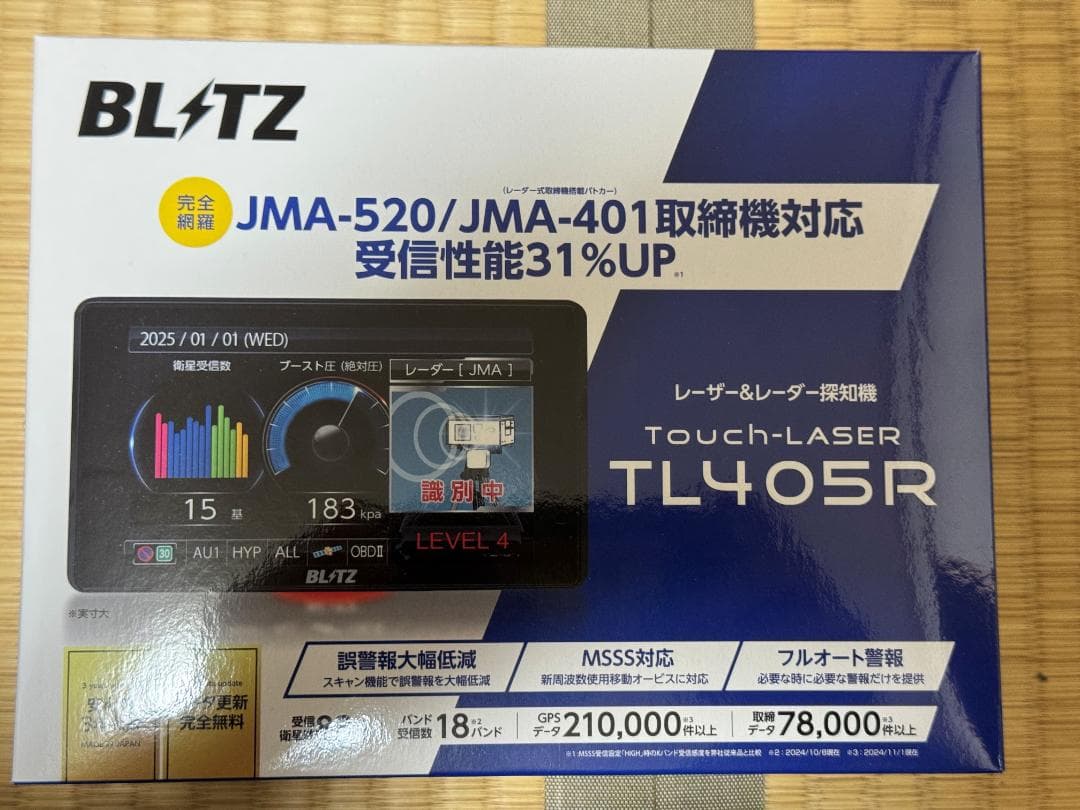 BLITZ
完全
網羅
(レーダー式取締機搭載パトカー)
JMA-520/JMA-401取締機対応
受信性能31%UP ※1
2025 / 01 / 01 (WED)
衛星受信数
ブースト圧 (絶対圧)
レーダー [ JMA ]
識別中
15 基
183 kpa
LEVEL 4
30 AU1 HYP ALL OBDⅡ
BLITZ
※実寸大
レーザー&レーダー探知機
Touch-LASER
TL405R
誤警報大幅低減
スキャン機能で誤警報を大幅低減
MSSS対応
新周波数使用移動オービスに対応
フルオート警報
必要な時に必要な警報だけを提供
update
更新
完全無料
MADE IN JAPAN
受信
衛星
バンド
受信数 18※2 バンド
GPS
データ 210,000※3 件以上
取締
データ 78,000※3 件以上
※1:MSSS受信設定「HIGH」時のKバンド受信感度を弊社従来品と比較 ※2:2024/10/6現在 ※3:2024/11/1現在